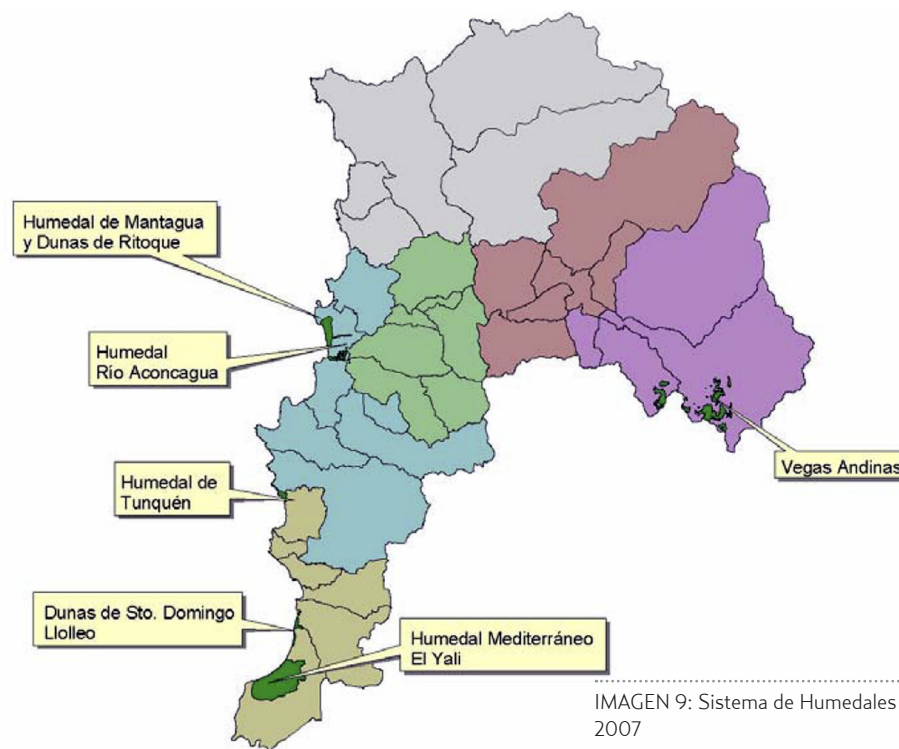 Humedal de Mantagua
y Dunas de Ritoque
Humedal
Río Aconcagua
Vegas Andinas
Humedal de
Tunquén
Dunas de Sto. Domingo
Llolleo
Humedal Mediterráneo
El Yali
IMAGEN 9: Sistema de Humedales
2007